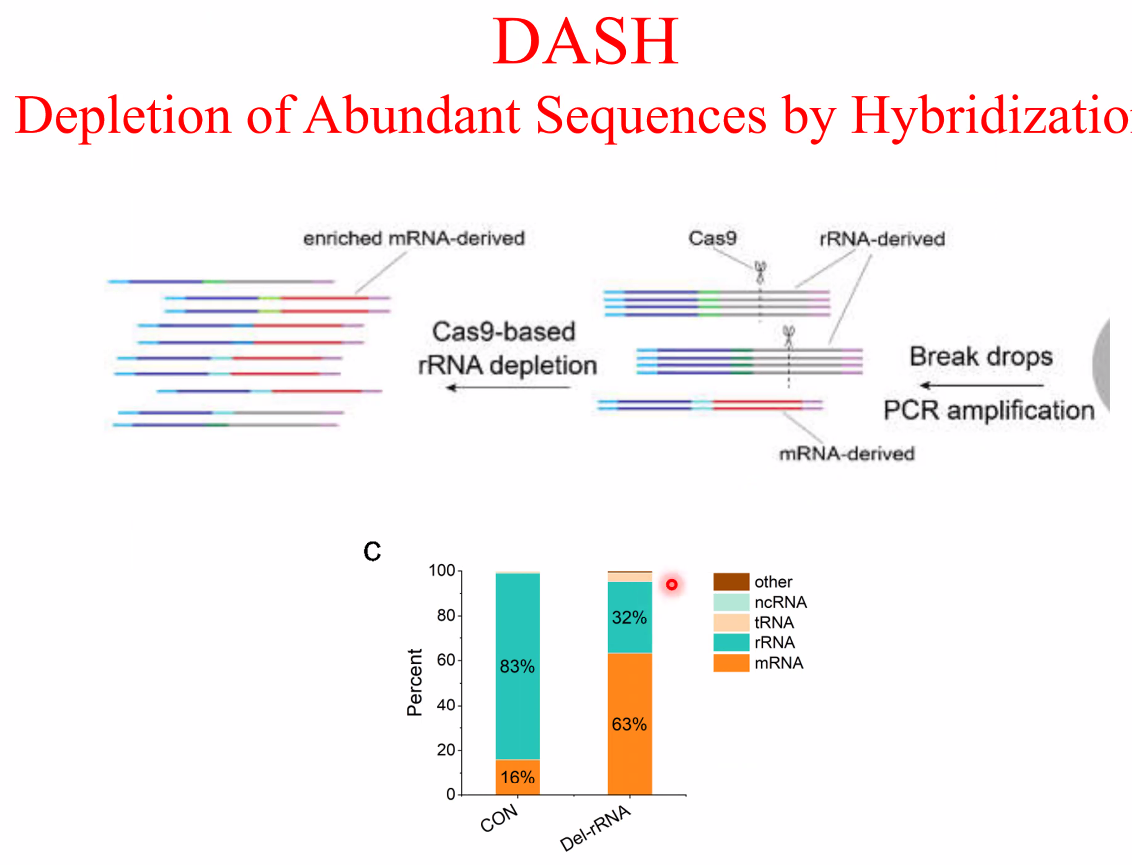 DASH
Depletion of Abundant Sequences by Hybridizatio
enriched mRNA-derived
Cas9
rRNA-derived
Cas9-based
rRNA depletion
Break drops
PCR amplification
mRNA-derived
C
Percent
100
80
60
40
20
0
83%
16%
32%
63%
CON
Del-rRNA
other
ncRNA
tRNA
rRNA
mRNA